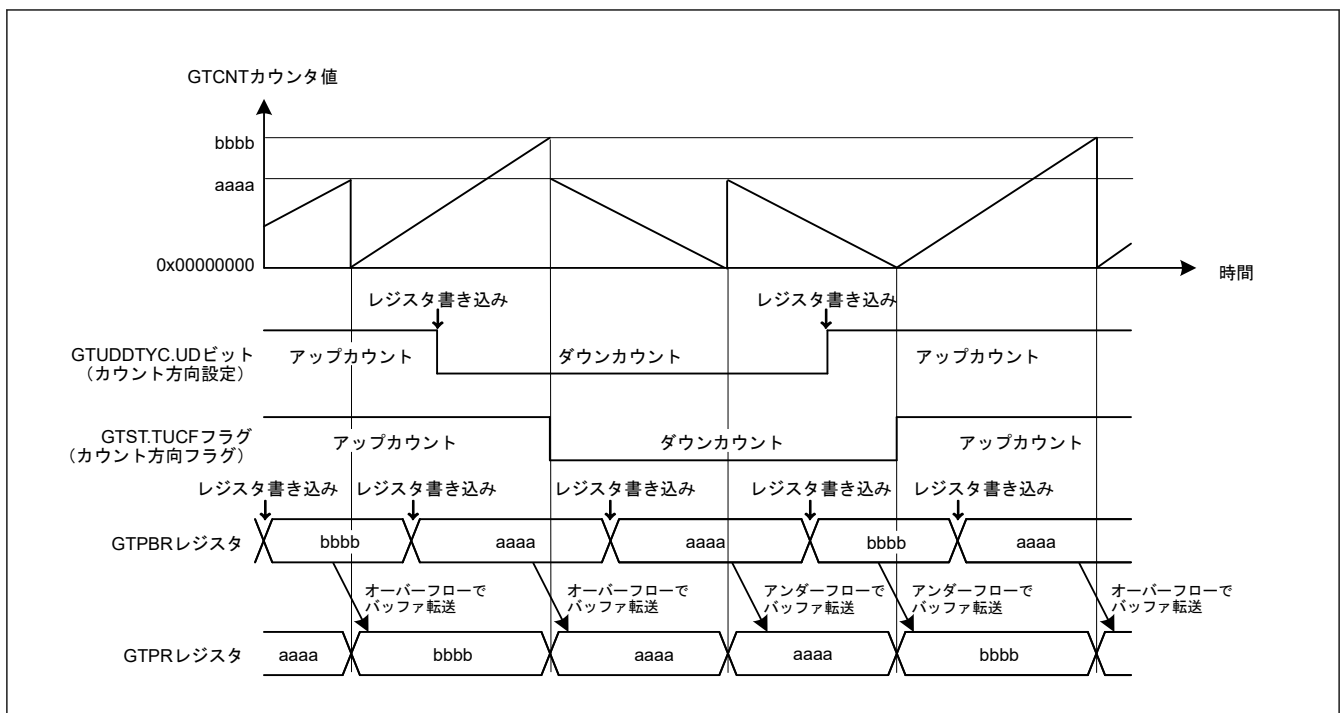 GTCNTカウンタ値
bbbb
aaaa
0x00000000
時間
レジスタ書き込み
レジスタ書き込み
GTUDDTYC.UDビット
（カウント方向設定）
アップカウント
ダウンカウント
アップカウント
GTST.TUCFフラグ
（カウント方向フラグ）
アップカウント
ダウンカウント
アップカウント
レジスタ書き込み
レジスタ書き込み
レジスタ書き込み
レジスタ書き込み
レジスタ書き込み
GTPBRレジスタ
bbbb
aaaa
aaaa
bbbb
aaaa
オーバーフローで
バッファ転送
オーバーフローで
バッファ転送
アンダーフローで
バッファ転送
アンダーフローで
バッファ転送
オーバーフローで
バッファ転送
GTPRレジスタ
aaaa
bbbb
aaaa
aaaa
bbbb